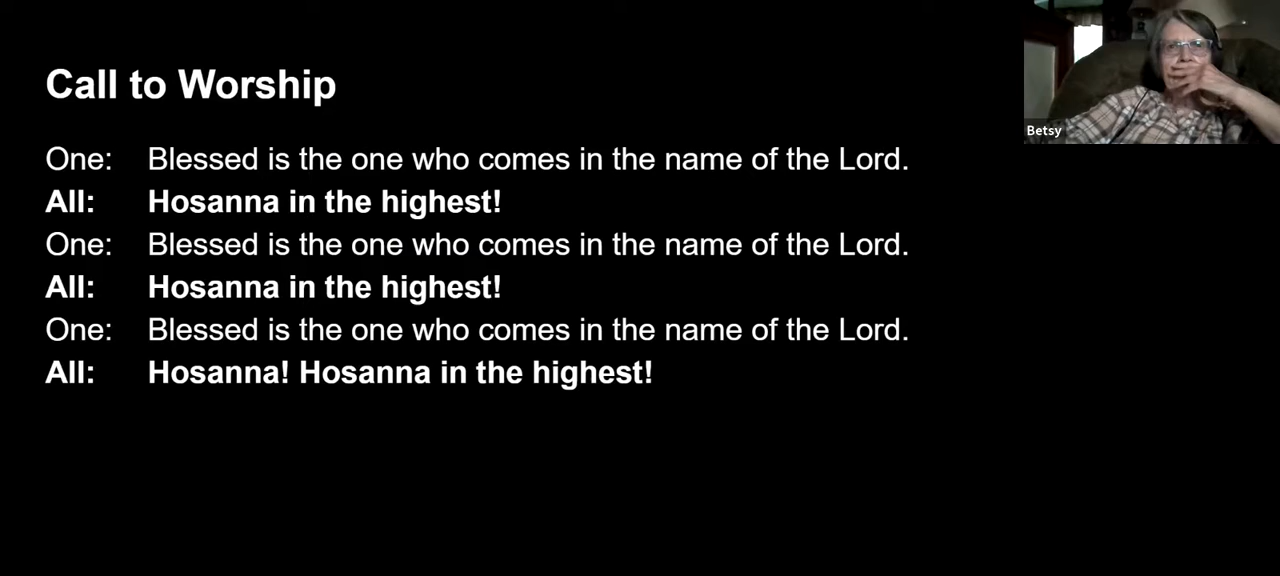 Call to Worship
One: Blessed is the one who comes in the name of the Lord.
All: Hosanna in the highest!
One: Blessed is the one who comes in the name of the Lord.
All: Hosanna in the highest!
One: Blessed is the one who comes in the name of the Lord.
All: Hosanna! Hosanna in the highest!
Betsy